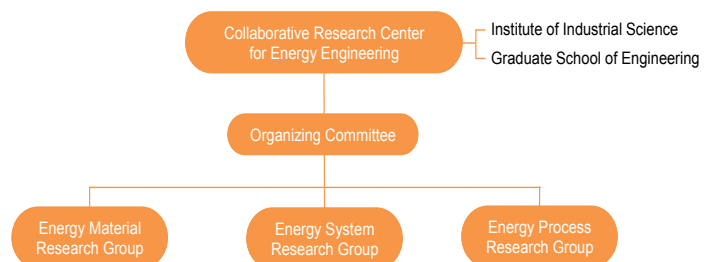 Collaborative Research Center
for Energy Engineering
Institute of Industrial Science
Graduate School of Engineering
Organizing Committee
Energy Material
Research Group
Energy System
Research Group
Energy Process
Research Group